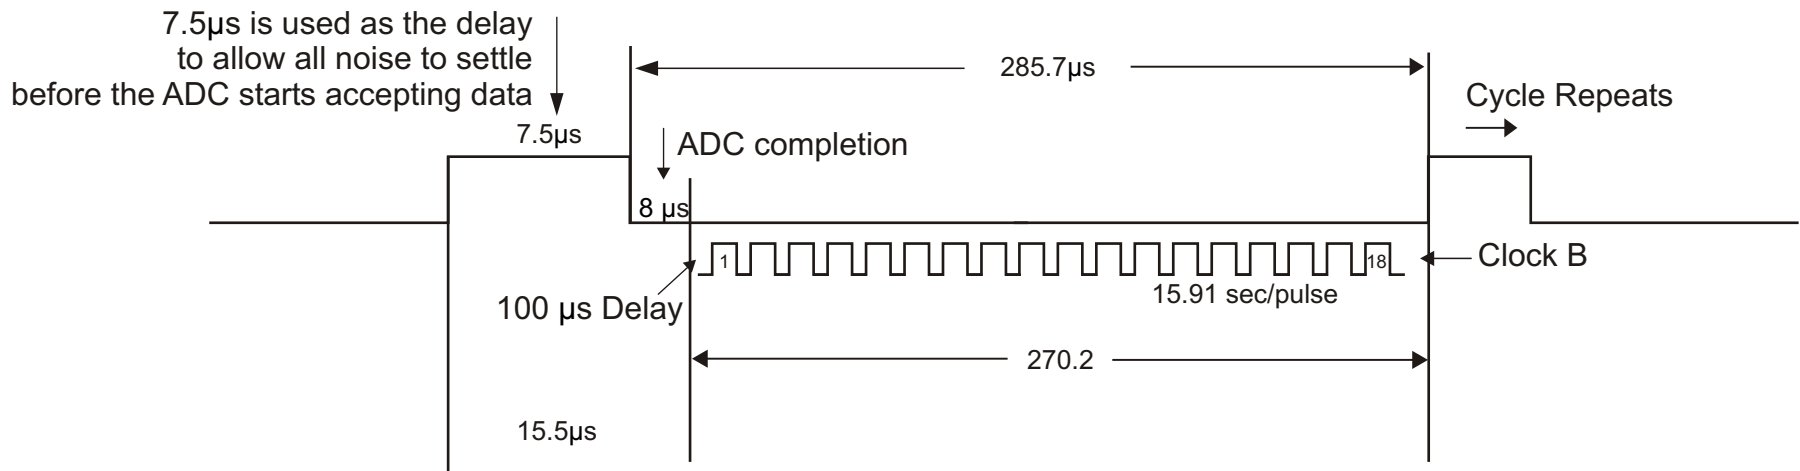 7.5µs is used as the delay
to allow all noise to settle
before the ADC starts accepting data
7.5µs
285.7µs
Cycle Repeats
ADC completion
8 µs
1
18
Clock B
15.91 sec/pulse
100 µs Delay
270.2
15.5µs